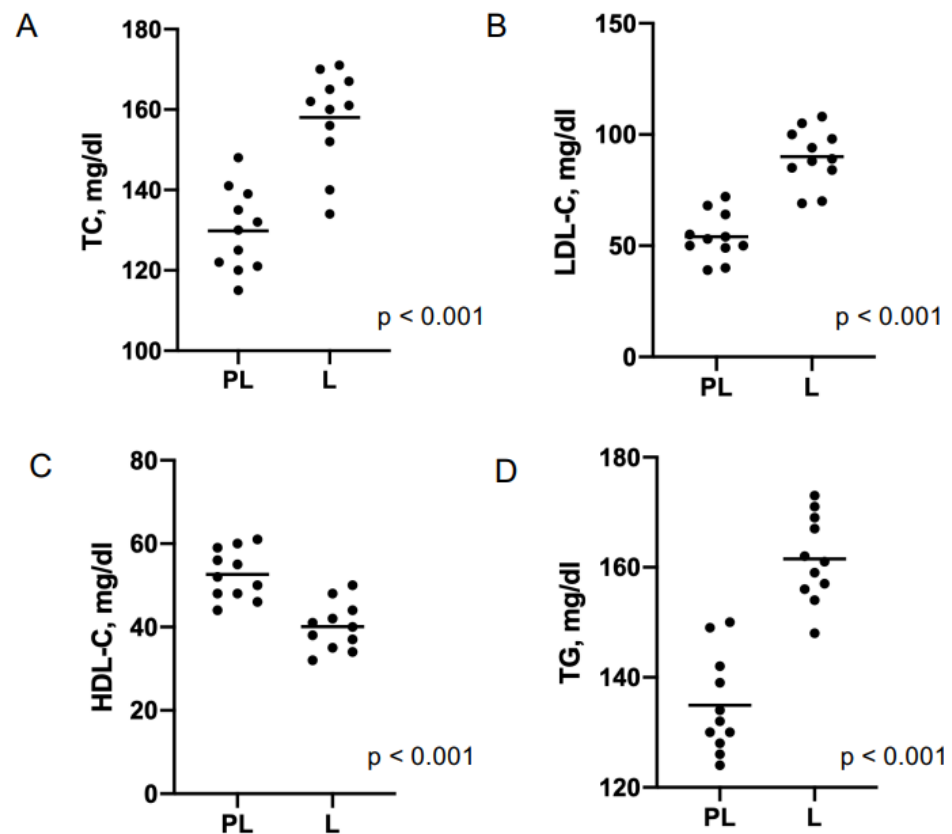 A
TC, mg/dl
180
160
140
120
100
PL L
p < 0.001
B
LDL-C, mg/dl
150
100
50
0
PL L
p < 0.001
C
HDL-C, mg/dl
80
60
40
20
0
PL L
p < 0.001
D
TG, mg/dl
180
160
140
120
PL L
p < 0.001